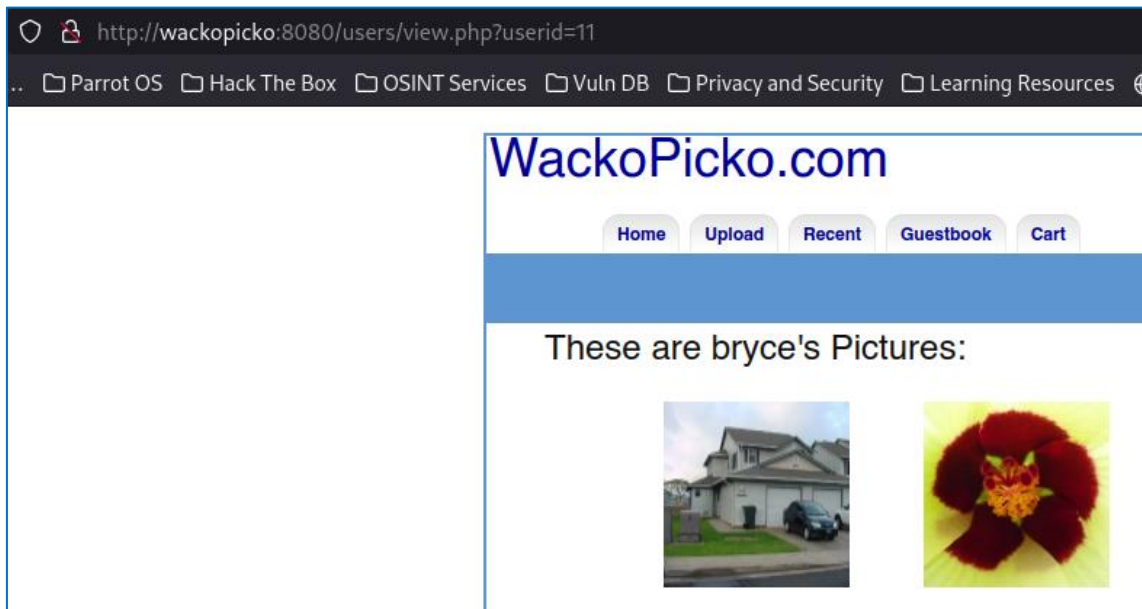 http://wackopicko:8080/users/view.php?userid=11
.. Parrot OS Hack The Box OSINT Services Vuln DB Privacy and Security Learning Resources
WackoPicko.com
Home Upload Recent Guestbook Cart
These are bryce's Pictures: